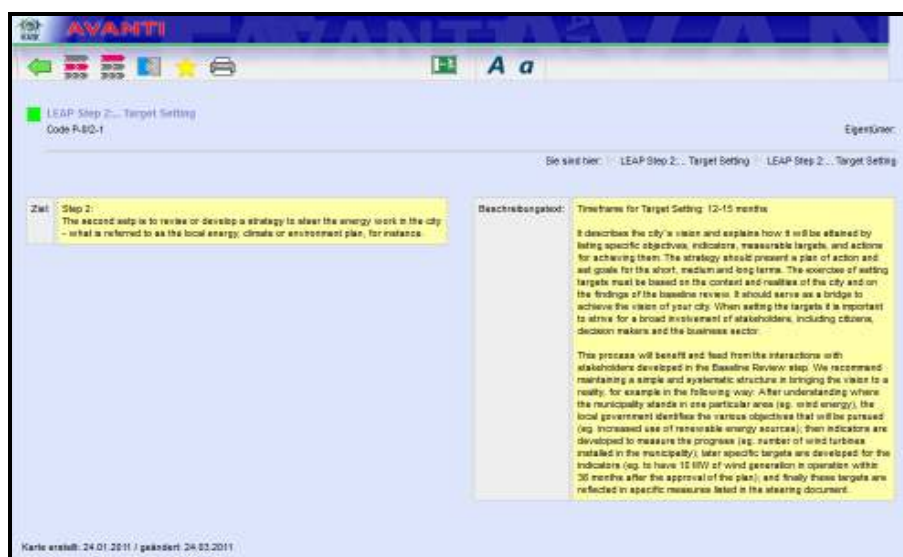 AVANTI
A a
LEAP Step 2:... Target Setting
Code P-8/2-1
Eigentümer:
Sie sind hier: LEAP Step 2:... Target Setting LEAP Step 2:... Target Setting
Ziel:
Step 2:
The second setp is to revise or develop a strategy to steer the energy work in the city
- what is referred to as the local energy, climate or environment plan, for instance.
Beschreibungstext:
Timeframe for Target Setting: 12-15 months
It describes the city's vision and explains how it will be attained by
listing specific objectives, indicators, measurable targets, and actions
for achieving them. The strategy should present a plan of action and
set goals for the short, medium and long terms. The exercise of setting
targets must be based on the context and realities of the city and on
the findings of the baseline review. It should serve as a bridge to
achieve the vision of your city. When setting the targets it is important
to strive for a broad involvement of stakeholders, including citizens,
decision makers and the business sector.
This process will benefit and feed from the interactions with
stakeholders developed in the Baseline Review step. We recommend
maintaining a simple and systematic structure in bringing the vision to a
reality, for example in the following way: After understanding where
the municipality stands in one particular area (eg. wind energy), the
local government identifies the various objectives that will be pursued
(eg. increased use of renewable energy sources); then indicators are
developed to measure the progress (eg. number of wind turbines
installed in the municipality); later specific targets are developed for the
indicators (eg. to have 10 MW of wind generation in operation within
36 months after the approval of the plan); and finally these targets are
reflected in specific measures listed in the steering document.
Karte erstellt: 24.01.2011 / geändert: 24.03.2011